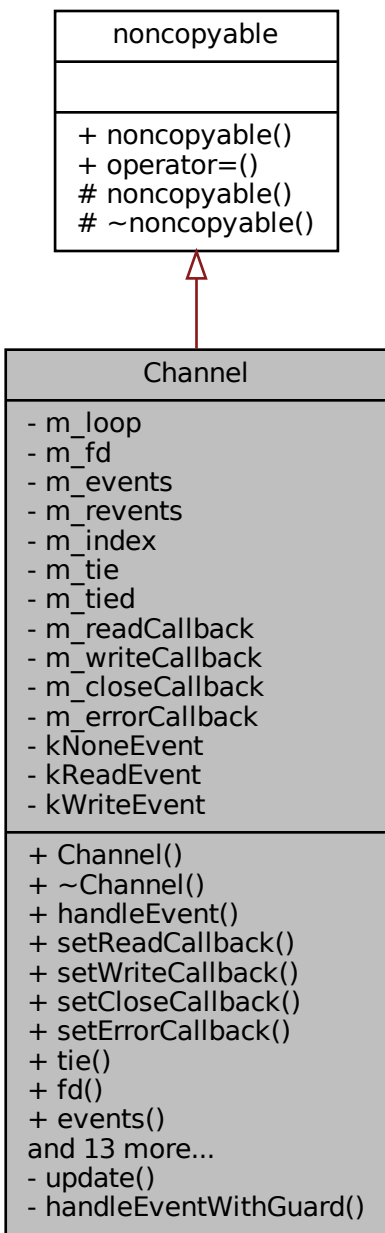 noncopyable
+ noncopyable()
+ operator=()
# noncopyable()
# ~noncopyable()
Channel
- m_loop
- m_fd
- m_events
- m_revents
- m_index
- m_tie
- m_tied
- m_readCallback
- m_writeCallback
- m_closeCallback
- m_errorCallback
- kNoneEvent
- kReadEvent
- kWriteEvent
+ Channel()
+ ~Channel()
+ handleEvent()
+ setReadCallback()
+ setWriteCallback()
+ setCloseCallback()
+ setErrorCallback()
+ tie()
+ fd()
+ events()
and 13 more...
- update()
- handleEventWithGuard()